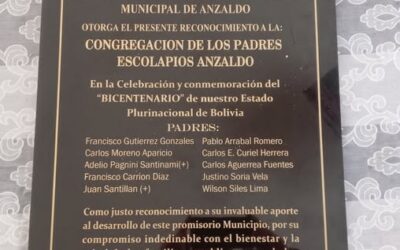 MUNICIPAL DE ANZALDO
OTORGA EL PRESENTE RECONOCIMIENTO A LA:
CONGREGACION DE LOS PADRES
ESCOLAPIOS ANZALDO
En la Celebración y conmemoración del
"BICENTENARIO" de nuestro Estado
Plurinacional de Bolivia
PADRES:
Francisco Gutierrez Gonzales Pablo Arrabal Romero
Carlos Moreno Aparicio Carlos E. Curiel Herrera
Adelio Pagnini Santinami(+) Carlos Aguerrea Fuentes
Francisco Carrion Diaz Justino Soria Vela
Juan Santillan (+) Wilson Siles Lima
Como justo reconocimiento a su invaluable aporte
al desarrollo de este promisorio Municipio, por su
compromiso indedinable con el bienestar y la